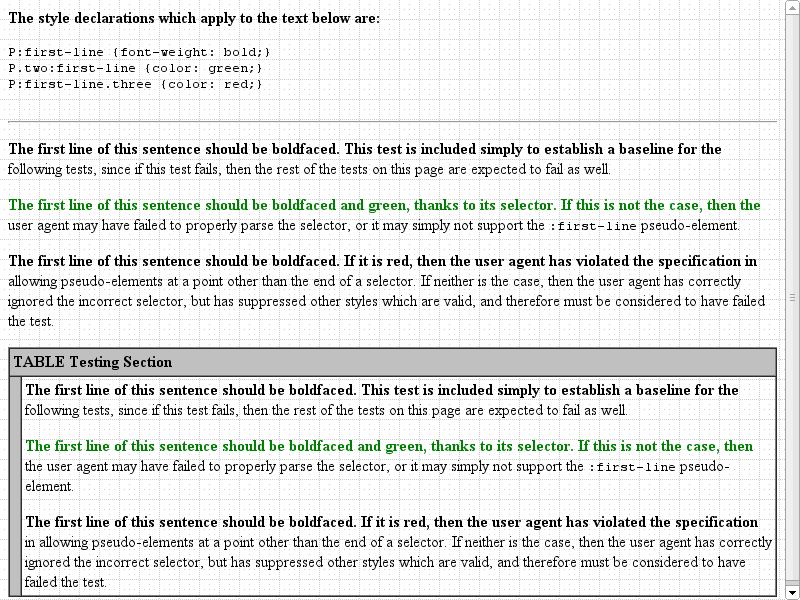 The style declarations which apply to the text below are:
P:first-line {font-weight: bold;}
P.two:first-line {color: green;}
P:first-line.three {color: red;}
The first line of this sentence should be boldfaced. This test is included simply to establish a baseline for the
following tests, since if this test fails, then the rest of the tests on this page are expected to fail as well.
The first line of this sentence should be boldfaced and green, thanks to its selector. If this is not the case, then the
user agent may have failed to properly parse the selector, or it may simply not support the :first-line pseudo-element.
The first line of this sentence should be boldfaced. If it is red, then the user agent has violated the specification in
allowing pseudo-elements at a point other than the end of a selector. If neither is the case, then the user agent has correctly
ignored the incorrect selector, but has suppressed other styles which are valid, and therefore must be considered to have failed
the test.
TABLE Testing Section
The first line of this sentence should be boldfaced. This test is included simply to establish a baseline for the
following tests, since if this test fails, then the rest of the tests on this page are expected to fail as well.
The first line of this sentence should be boldfaced and green, thanks to its selector. If this is not the case, then
the user agent may have failed to properly parse the selector, or it may simply not support the :first-line pseudo-
element.
The first line of this sentence should be boldfaced. If it is red, then the user agent has violated the specification
in allowing pseudo-elements at a point other than the end of a selector. If neither is the case, then the user agent has correctly
ignored the incorrect selector, but has suppressed other styles which are valid, and therefore must be considered to have
failed the test.